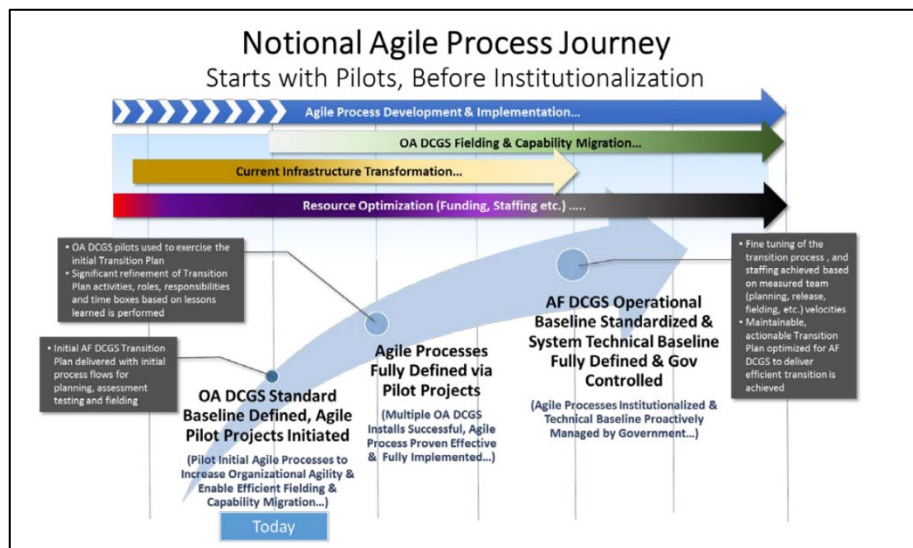 Notional Agile Process Journey
Starts with Pilots, Before Institutionalization
Agile Process Development & Implementation...
OA DCGS Fielding & Capability Migration...
Current Infrastructure Transformation...
Resource Optimization (Funding, Staffing etc.) .....
• OA DCGS pilots used to exercise the
initial Transition Plan
• Significant refinement of Transition
Plan activities, roles, responsibilities
and time boxes based on lessons
learned is performed
• Initial AF DCGS Transition
Plan delivered with initial
process flows for
planning, assessment
testing and fielding
OA DCGS Standard
Baseline Defined, Agile
Pilot Projects Initiated
(Pilot Initial Agile Processes to
Increase Organizational Agility &
Enable Efficient Fielding &
Capability Migration...)
Today
Agile Processes
Fully Defined via
Pilot Projects
(Multiple OA DCGS
Installs Successful, Agile
Process Proven Effective
& Fully Implemented...)
AF DCGS Operational
Baseline Standardized &
System Technical Baseline
Fully Defined & Gov
Controlled
(Agile Processes Institutionalized &
Technical Baseline Proactively
Managed by Government...)
• Fine tuning of the
transition process , and
staffing achieved based
on measured team
(planning, release,
fielding, etc.) velocities
• Maintainable,
actionable Transition
Plan optimized for AF
DCGS to deliver
efficient transition is
achieved